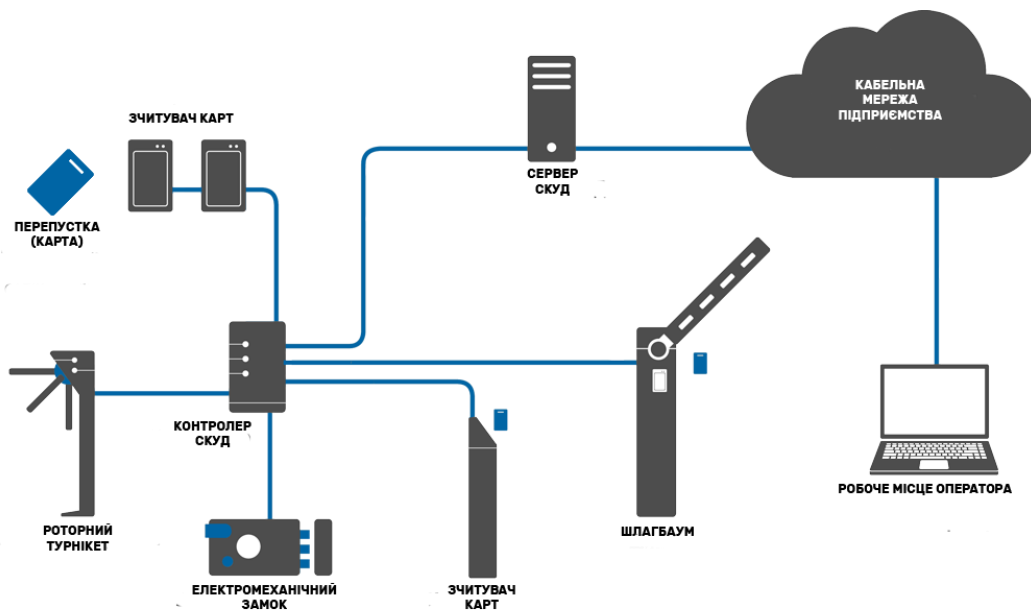 КАБЕЛЬНА
МЕРЕЖА
ПІДПРИЄМСТВА
ЗЧИТУВАЧ КАРТ
СЕРВЕР
СКУД
ПЕРЕПУСТКА
(КАРТА)
КОНТРОЛЕР
СКУД
РОБОЧЕ МІСЦЕ ОПЕРАТОРА
РОТОРНИЙ
ТУРНІКЕТ
ШЛАГБАУМ
ЕЛЕКТРОМЕХАНІЧНИЙ
ЗАМОК
ЗЧИТУВАЧ
КАРТ